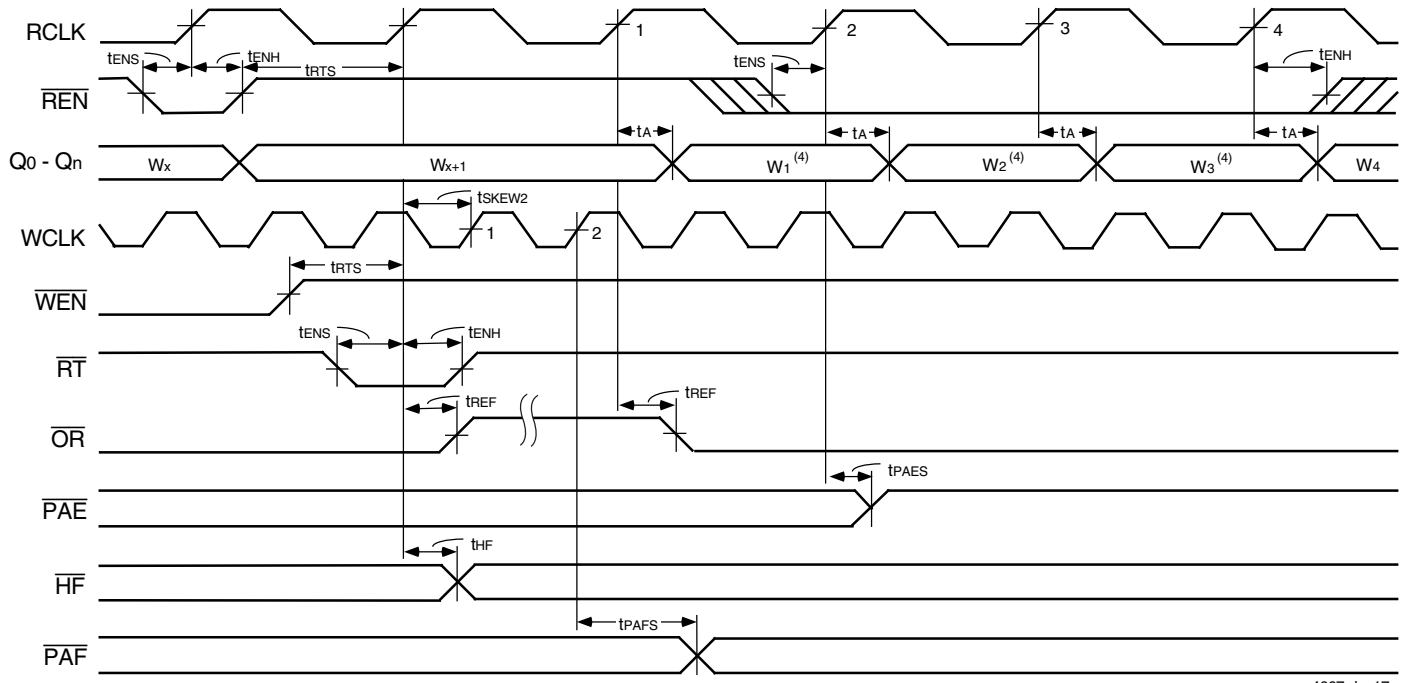 RCLK
1
2
3
4
tENS
tENH
tRTS
tENS
tENH
REN
tA
tA
tA
tA
Q0 - Qn
Wx
Wx+1
W1(4)
W2(4)
W3(4)
W4
tSKEW2
WCLK
1
2
tRTS
WEN
tENS
tENH
RT
tREF
tREF
OR
tPAES
PAE
tHF
HF
tPAFS
PAF